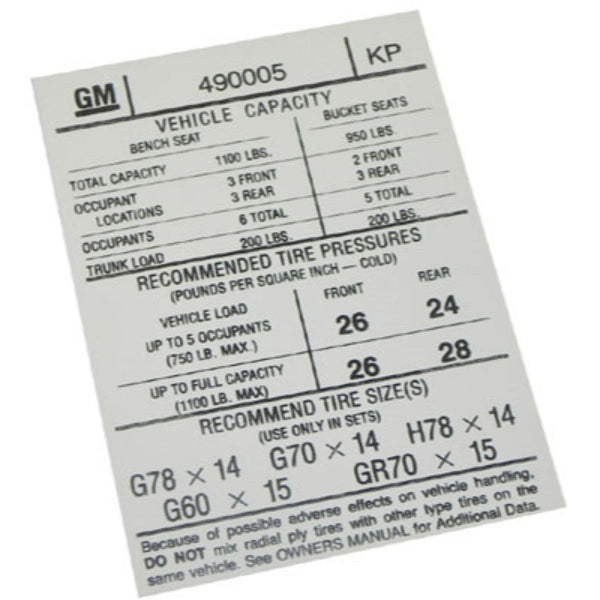 GM 490005 KP
VEHICLE CAPACITY
BENCH SEAT BUCKET SEATS
TOTAL CAPACITY 1100 LBS. 950 LBS.
OCCUPANT 3 FRONT 2 FRONT
LOCATIONS 3 REAR 3 REAR
OCCUPANTS 6 TOTAL 5 TOTAL
TRUNK LOAD 200 LBS. 200 LBS.
RECOMMENDED TIRE PRESSURES
(POUNDS PER SQUARE INCH — COLD)
VEHICLE LOAD FRONT REAR
UP TO 5 OCCUPANTS 26 24
(750 LB. MAX.)
UP TO FULL CAPACITY 26 28
(1100 LB. MAX)
RECOMMEND TIRE SIZE(S)
(USE ONLY IN SETS)
G78 × 14 G70 × 14 H78 × 14
G60 × 15 GR70 × 15
Because of possible adverse effects on vehicle handling,
DO NOT mix radial ply tires with other type tires on the
same vehicle. See OWNERS MANUAL for Additional Data.